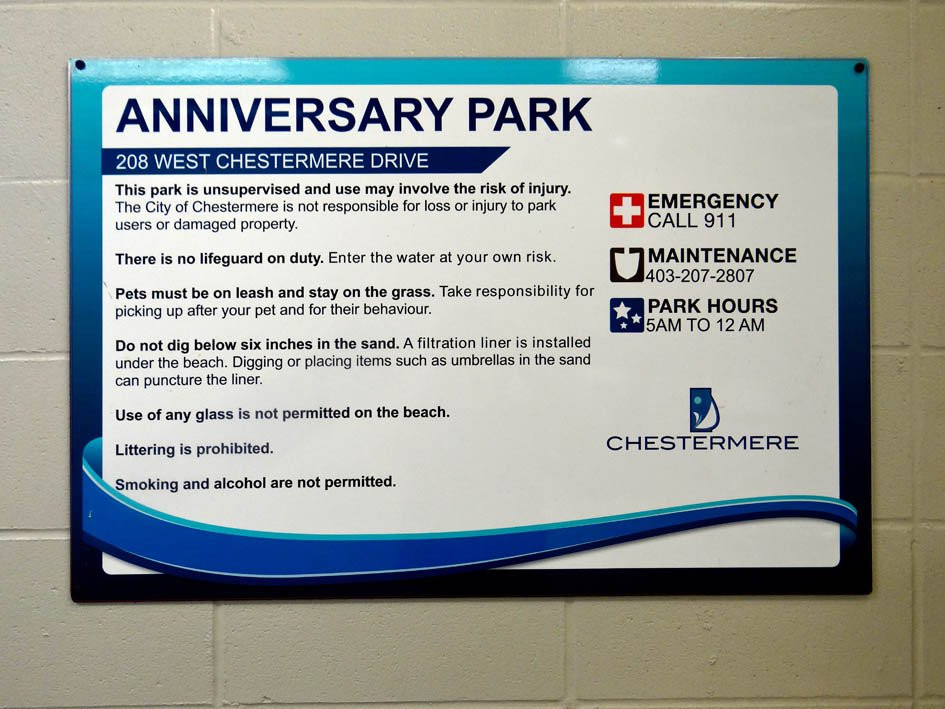 ANNIVERSARY PARK
208 WEST CHESTERMERE DRIVE
This park is unsupervised and use may involve the risk of injury.
The City of Chestermere is not responsible for loss or injury to park
users or damaged property.
There is no lifeguard on duty. Enter the water at your own risk.
Pets must be on leash and stay on the grass. Take responsibility for
picking up after your pet and for their behaviour.
Do not dig below six inches in the sand. A filtration liner is installed
under the beach. Digging or placing items such as umbrellas in the sand
can puncture the liner.
Use of any glass is not permitted on the beach.
Littering is prohibited.
Smoking and alcohol are not permitted.
EMERGENCY
CALL 911
MAINTENANCE
403-207-2807
PARK HOURS
5AM TO 12 AM
CHESTERMERE